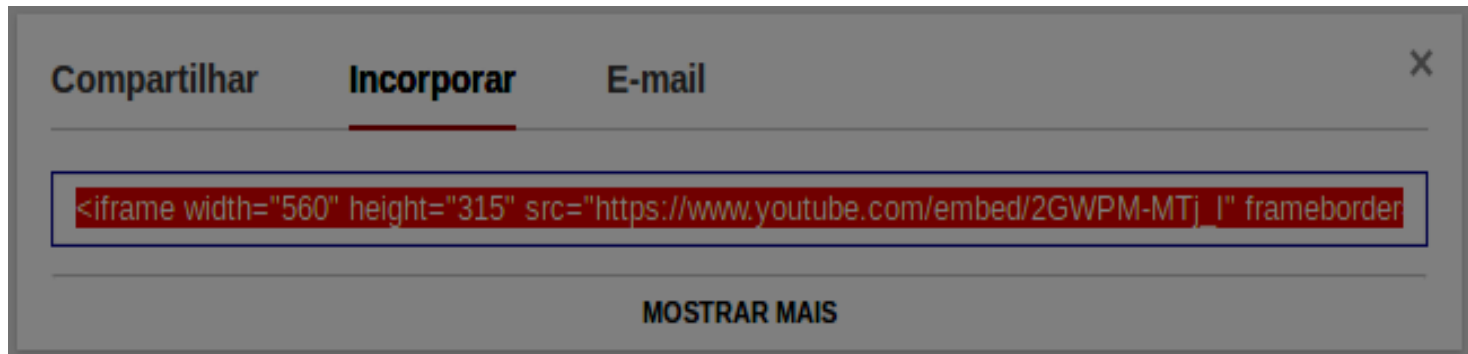 Compartilhar Incorporar E-mail ×
<iframe width="560" height="315" src="https://www.youtube.com/embed/2GWPM-MTj_I" frameborder
MOSTRAR MAIS